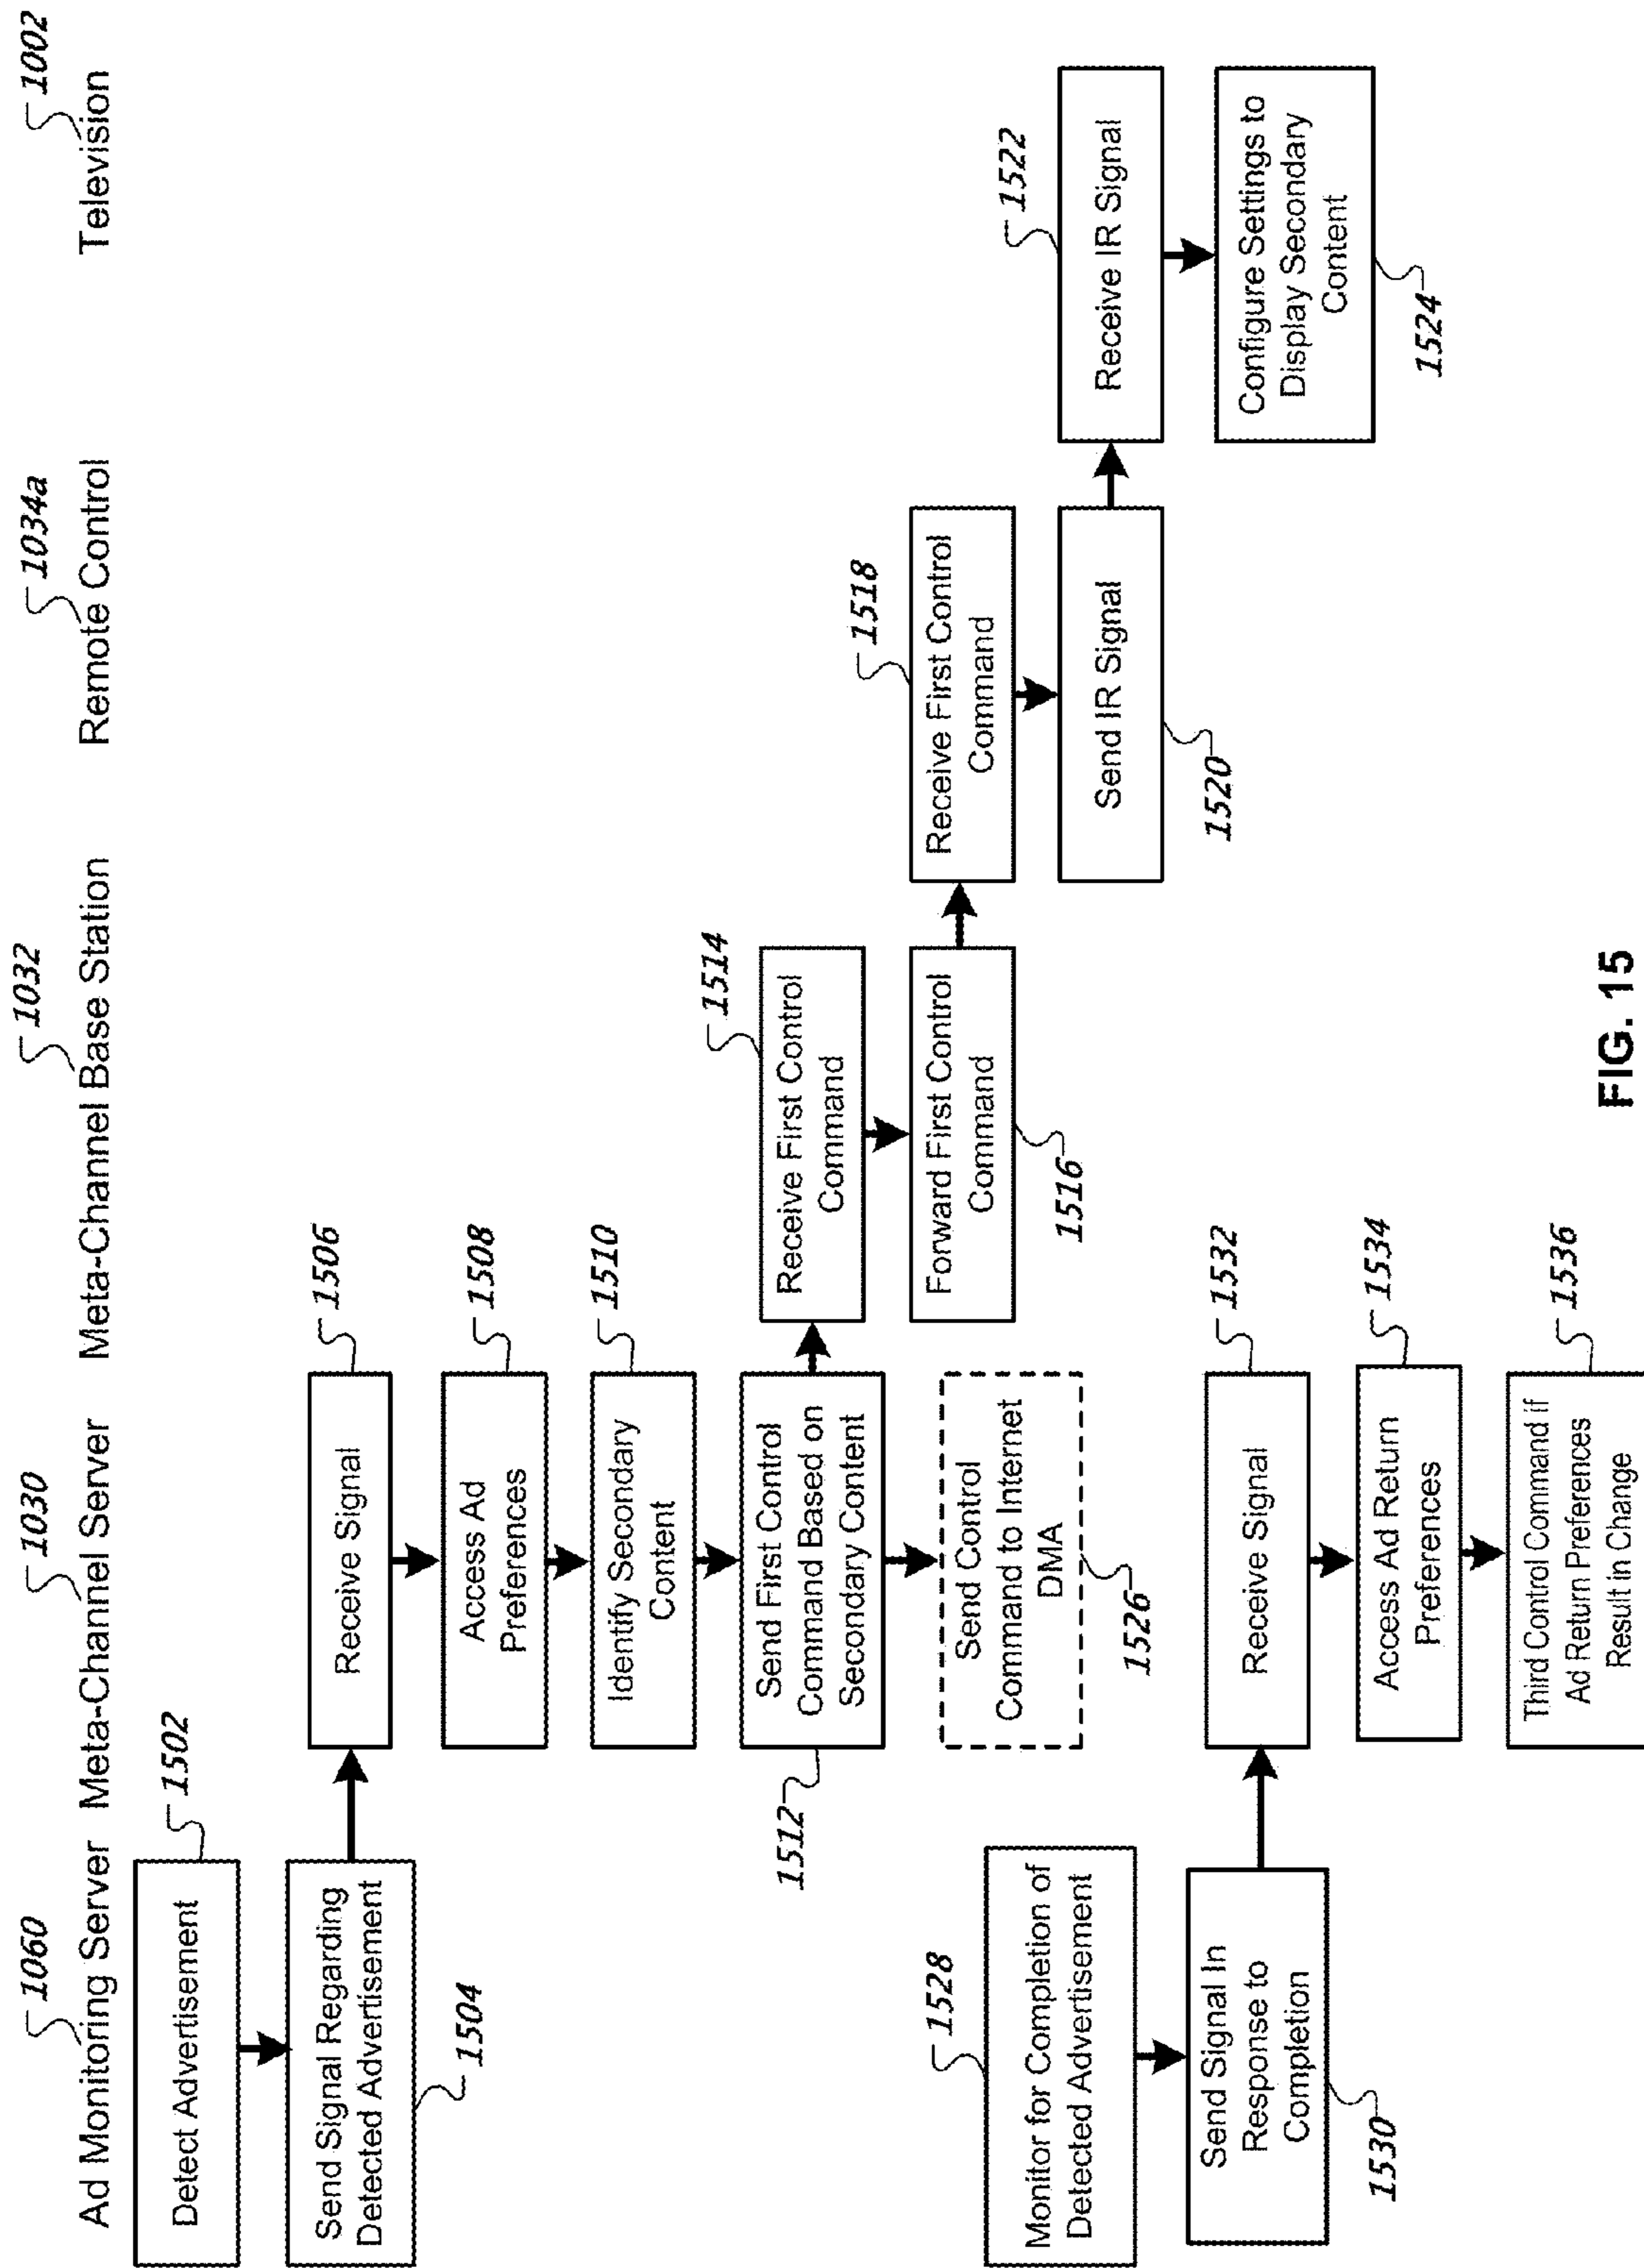 1060
Ad Monitoring Server
1030
Meta-Channel Server
1032
Meta-Channel Base Station
1034a
Remote Control
1002
Television
1502
Detect Advertisement
Send Signal Regarding
Detected Advertisement
1504
1506
Receive Signal
1508
Access Ad
Preferences
1510
Identify Secondary
Content
Send First Control
Command Based on
Secondary Content
1512
1514
Receive First Control
Command
Forward First Control
Command
1516
1518
Receive First Control
Command
Send IR Signal
1520
1522
Receive IR Signal
Configure Settings to
Display Secondary
Content
1524
Send Control
Command to Internet
DMA
1526
1528
Monitor for Completion of
Detected Advertisement
Send Signal In
Response to
Completion
1530
1532
Receive Signal
1534
Access Ad Return
Preferences
1536
Third Control Command if
Ad Return Preferences
Result in Change
FIG. 15